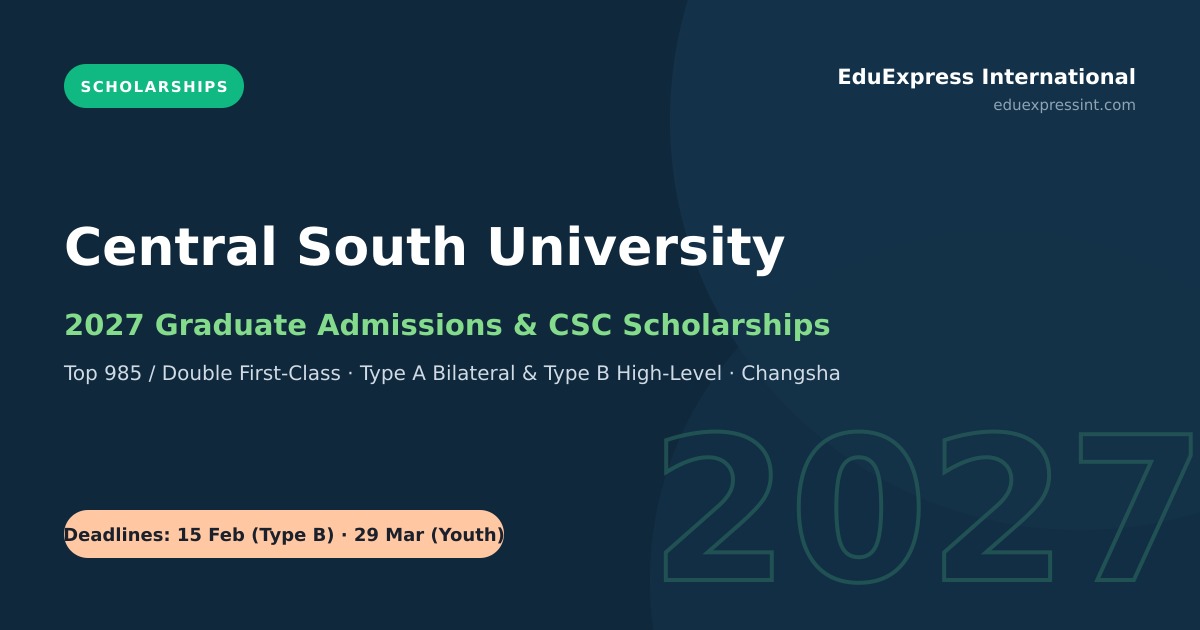 SCHOLARSHIPS
EduExpress International
eduexpressint.com
Central South University
2027 Graduate Admissions & CSC Scholarships
Top 985 / Double First-Class · Type A Bilateral & Type B High-Level · Changsha
2027
Deadlines: 15 Feb (Type B) · 29 Mar (Youth)